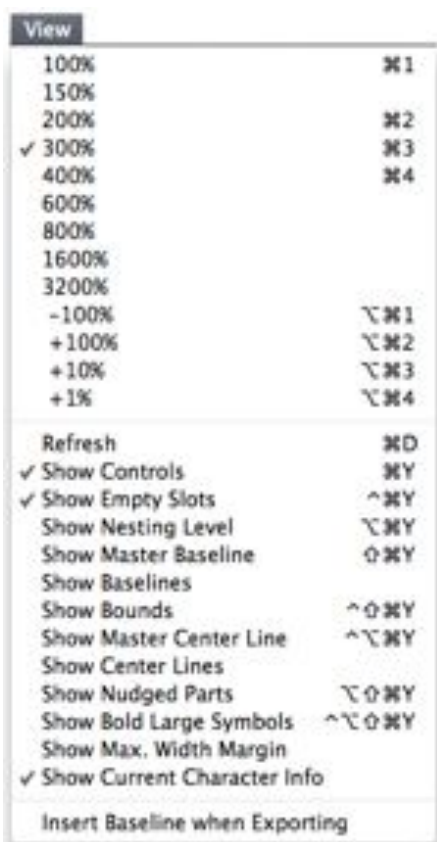 View
100% ⌘1
150%
200% ⌘2
✓ 300% ⌘3
400% ⌘4
600%
800%
1600%
3200%
-100% ⌥⌘1
+100% ⌥⌘2
+10% ⌥⌘3
+1% ⌥⌘4
Refresh ⌘D
✓ Show Controls ⌘Y
✓ Show Empty Slots ^⌘Y
Show Nesting Level ⌥⌘Y
Show Master Baseline ⇧⌘Y
Show Baselines
Show Bounds ^⇧⌘Y
Show Master Center Line ^⌥⌘Y
Show Center Lines
Show Nudged Parts ⌥⇧⌘Y
Show Bold Large Symbols ^⌥⇧⌘Y
Show Max. Width Margin
✓ Show Current Character Info
Insert Baseline when Exporting